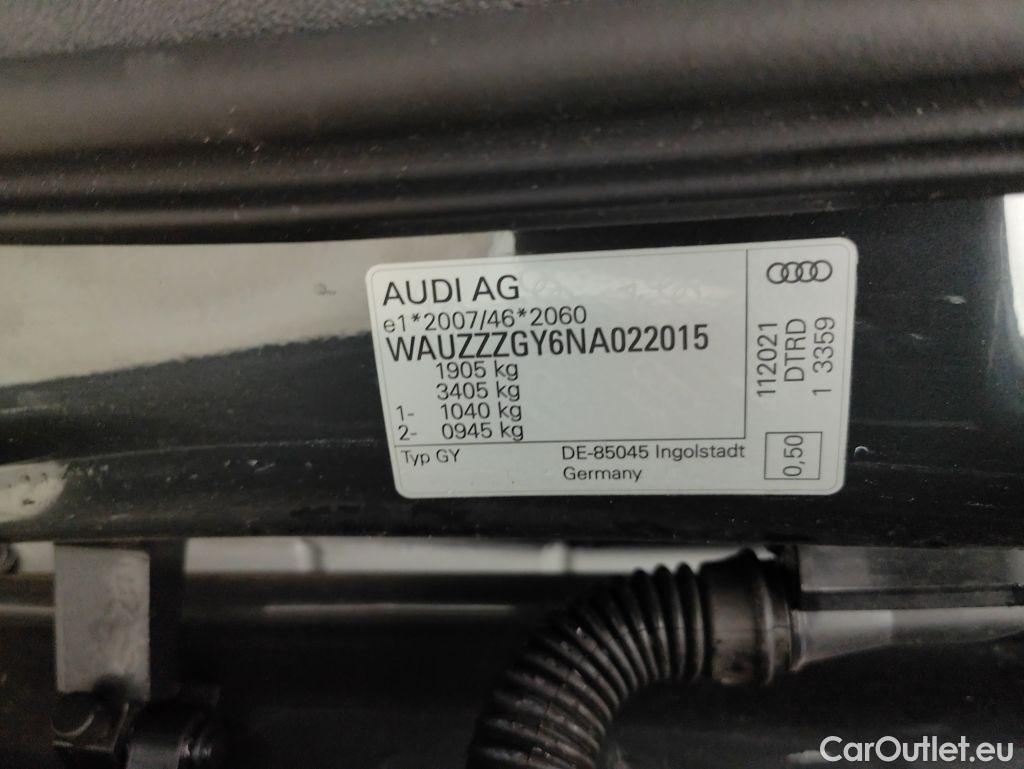 AUDI AG
e1*2007/46*2060
WAUZZZGY6NA022015
1905 kg
3405 kg
1- 1040 kg
2- 0945 kg
Typ GY
DE-85045 Ingolstadt
Germany
112021
DTRD
1 3359
0,50
CarOutlet.eu